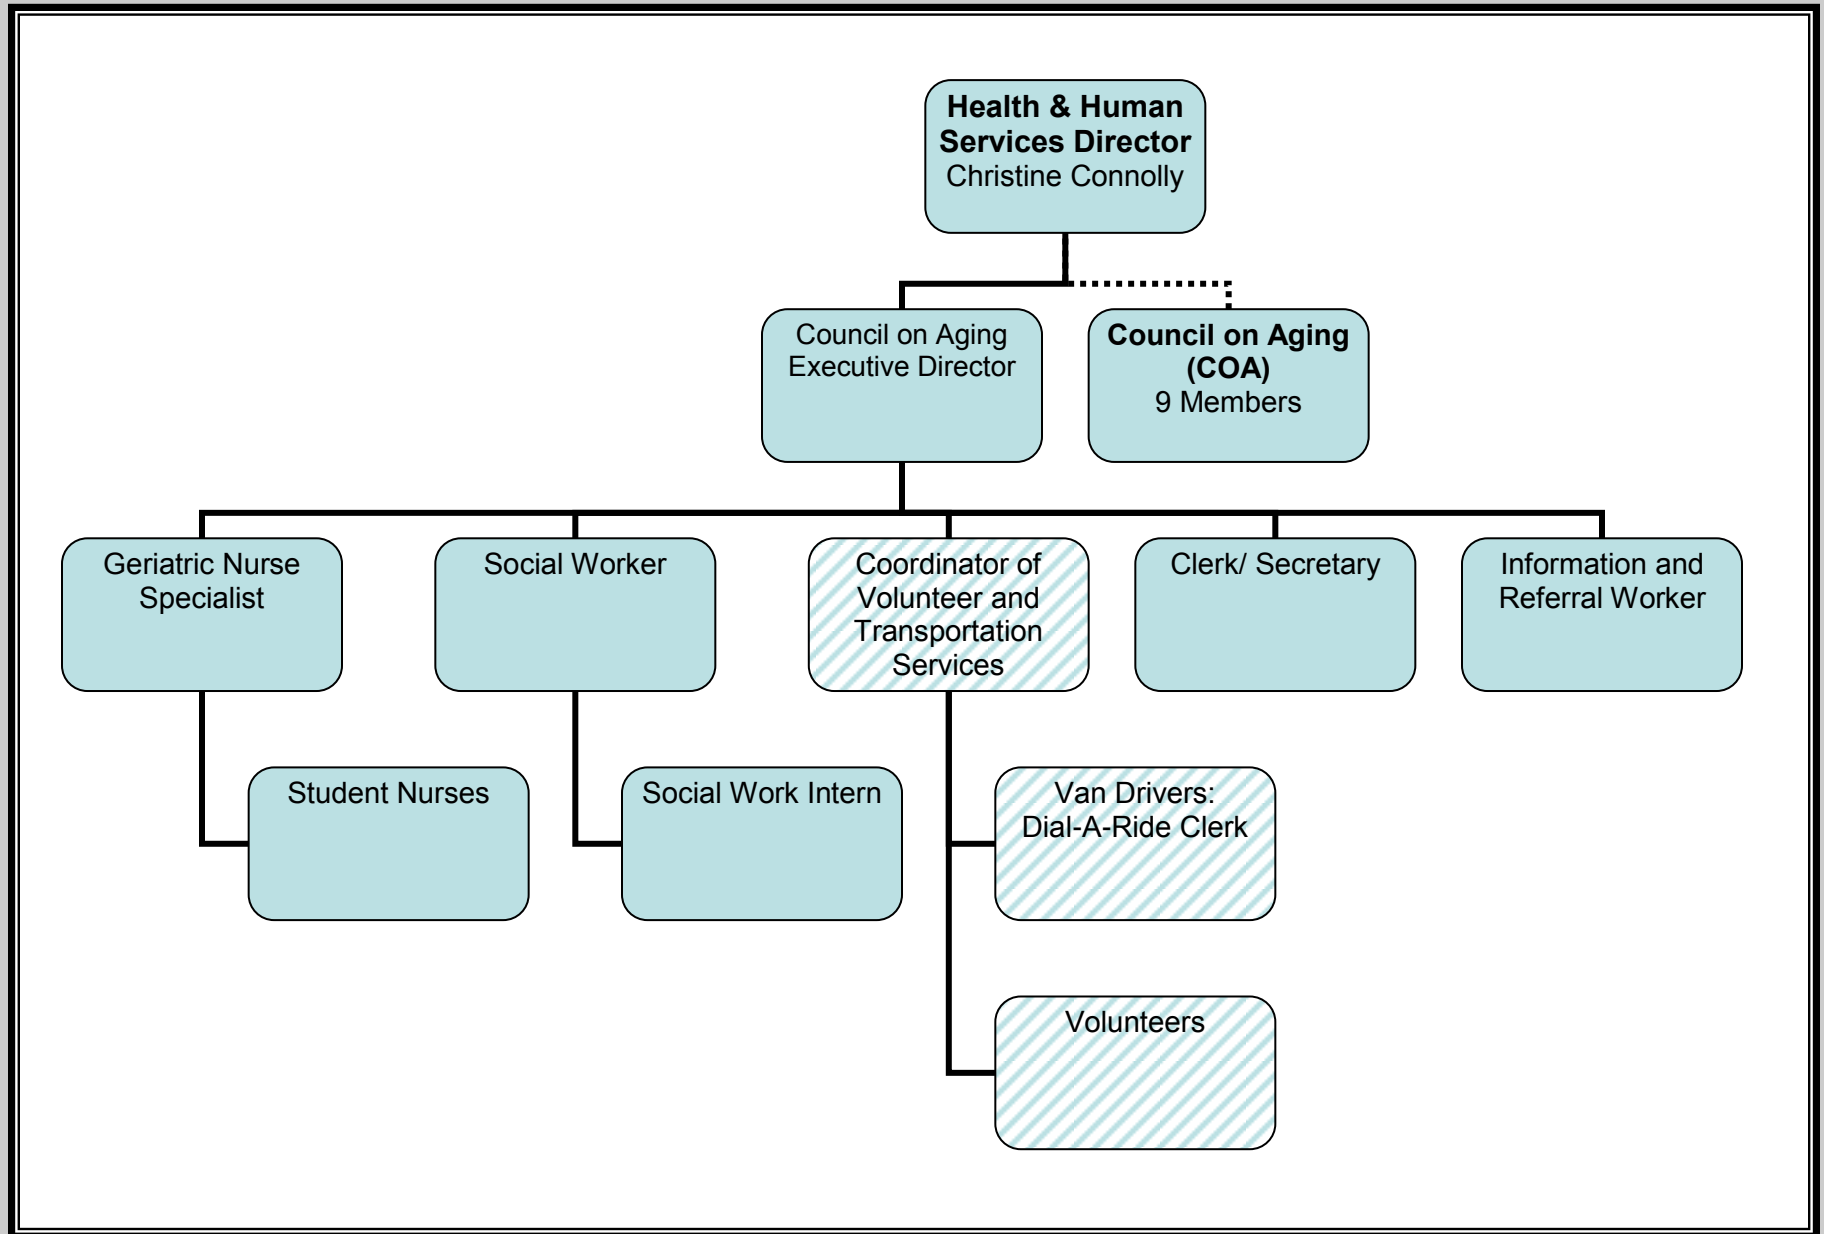 Health & Human
Services Director
Christine Connolly
Council on Aging
Executive Director
Council on Aging
(COA)
9 Members
Geriatric Nurse
Specialist
Social Worker
Coordinator of
Volunteer and
Transportation
Services
Clerk/ Secretary
Information and
Referral Worker
Student Nurses
Social Work Intern
Van Drivers:
Dial-A-Ride Clerk
Volunteers